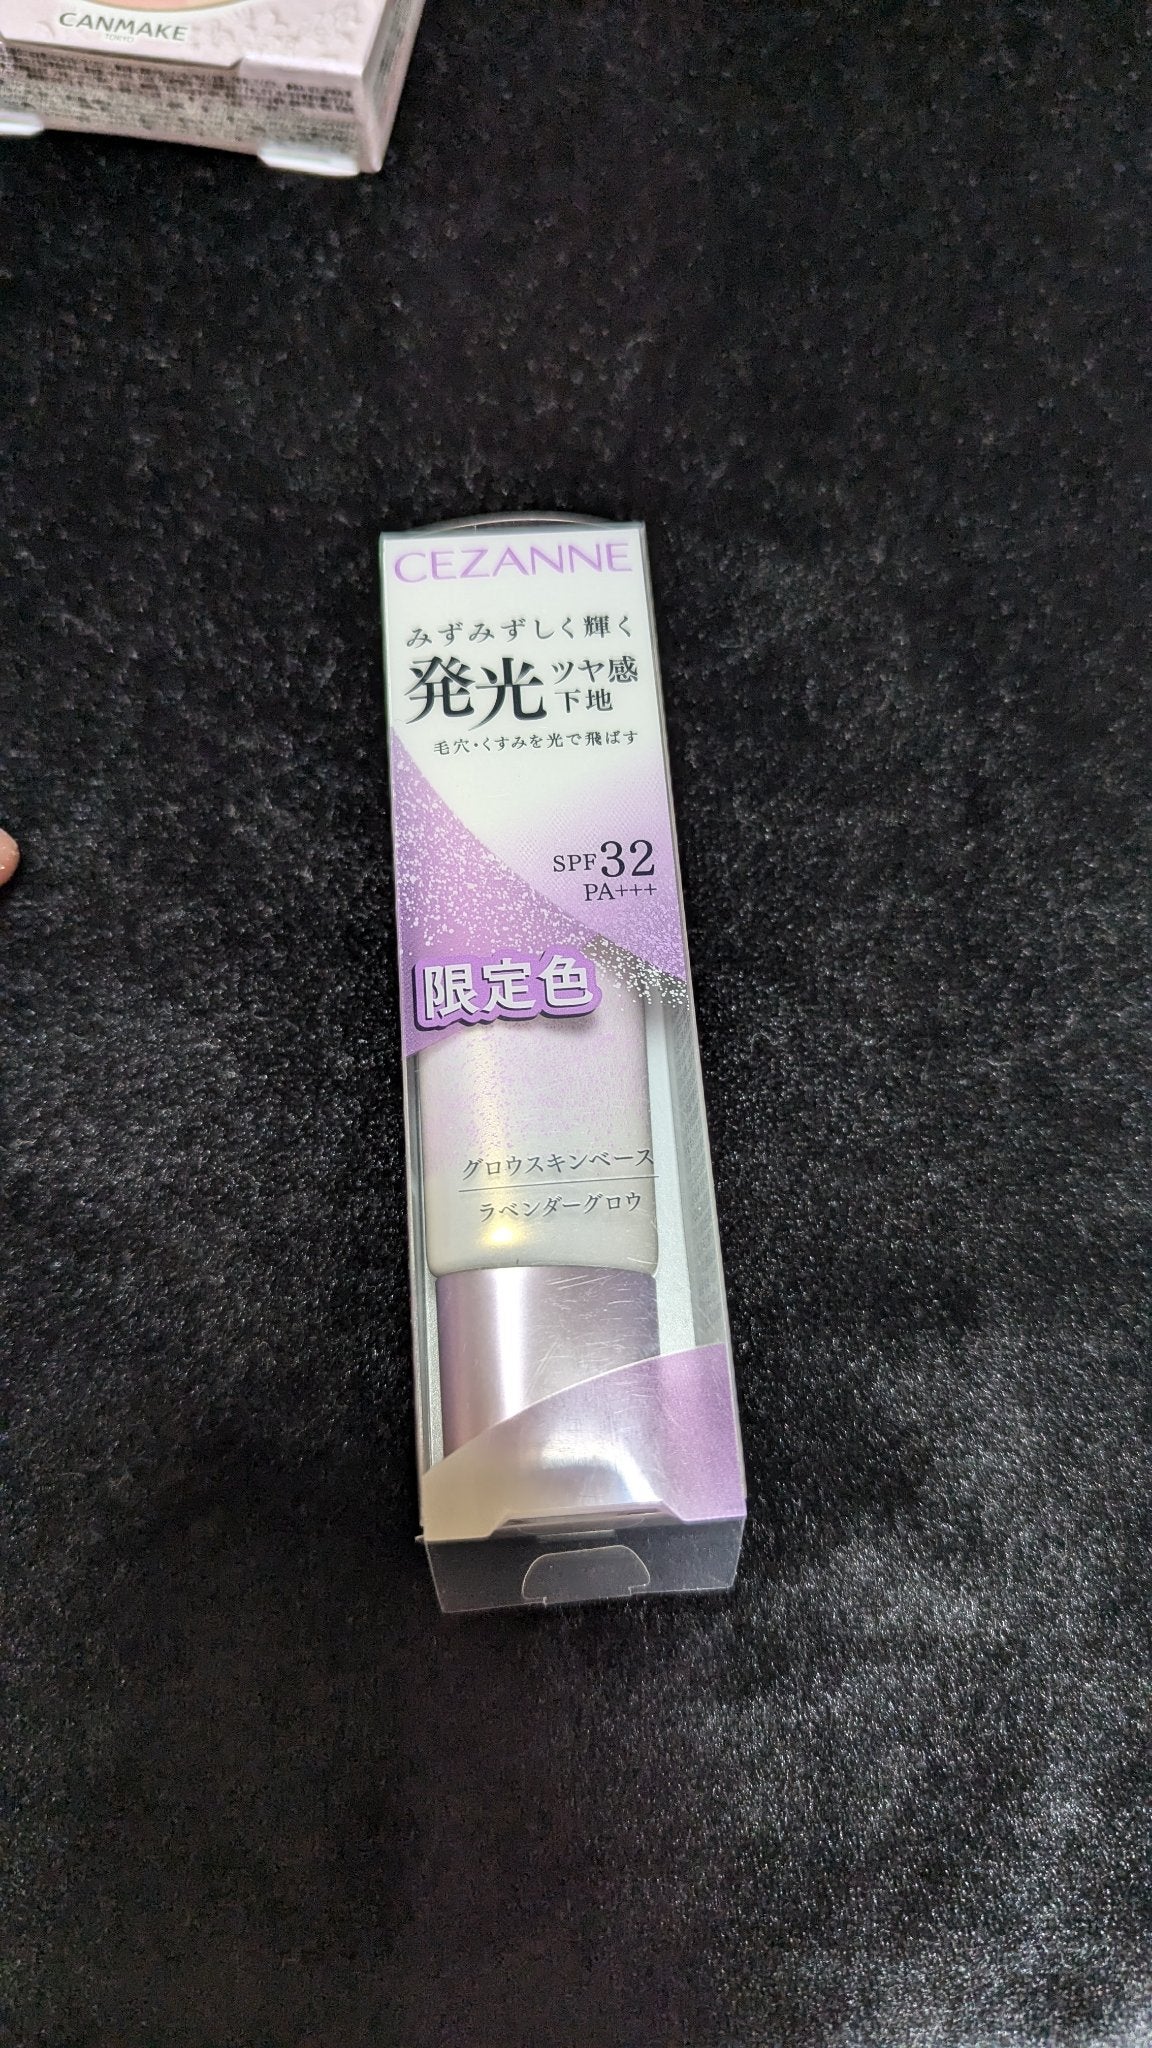 CANMAKE
TOKYO
CEZANNE
みずみずしく輝く
発光ツヤ感
下地
毛穴・くすみを光で飛ばす
SPF32
PA+++
限定色
グロウスキンベース
ラベンダーグロウ